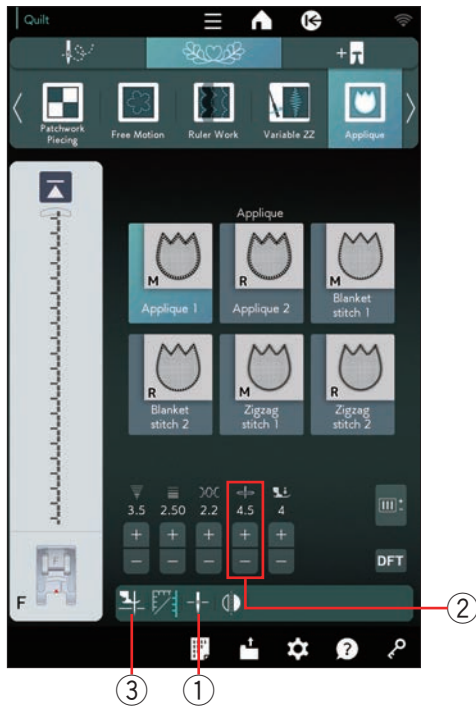 Quilt
Patchwork
Piecing
Free Motion
Ruler Work
Variable ZZ
Applique
Applique
M
Applique 1
R
Applique 2
M
Blanket
stitch 1
R
Blanket
stitch 2
M
Zigzag
stitch 1
R
Zigzag
stitch 2
3.5 2.50 2.2 4.5 4
+ + + + +
− − − − −
DFT
F
②
③ ①